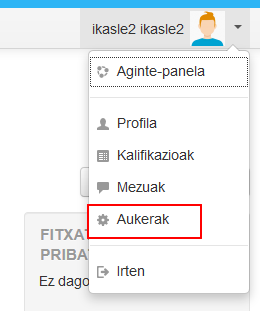 ikasle2 ikasle2
Aginte-panela
Profila
Kalifikazioak
Mezuak
Aukerak
Irten
FITXAT
PRIBAT
Ez dago